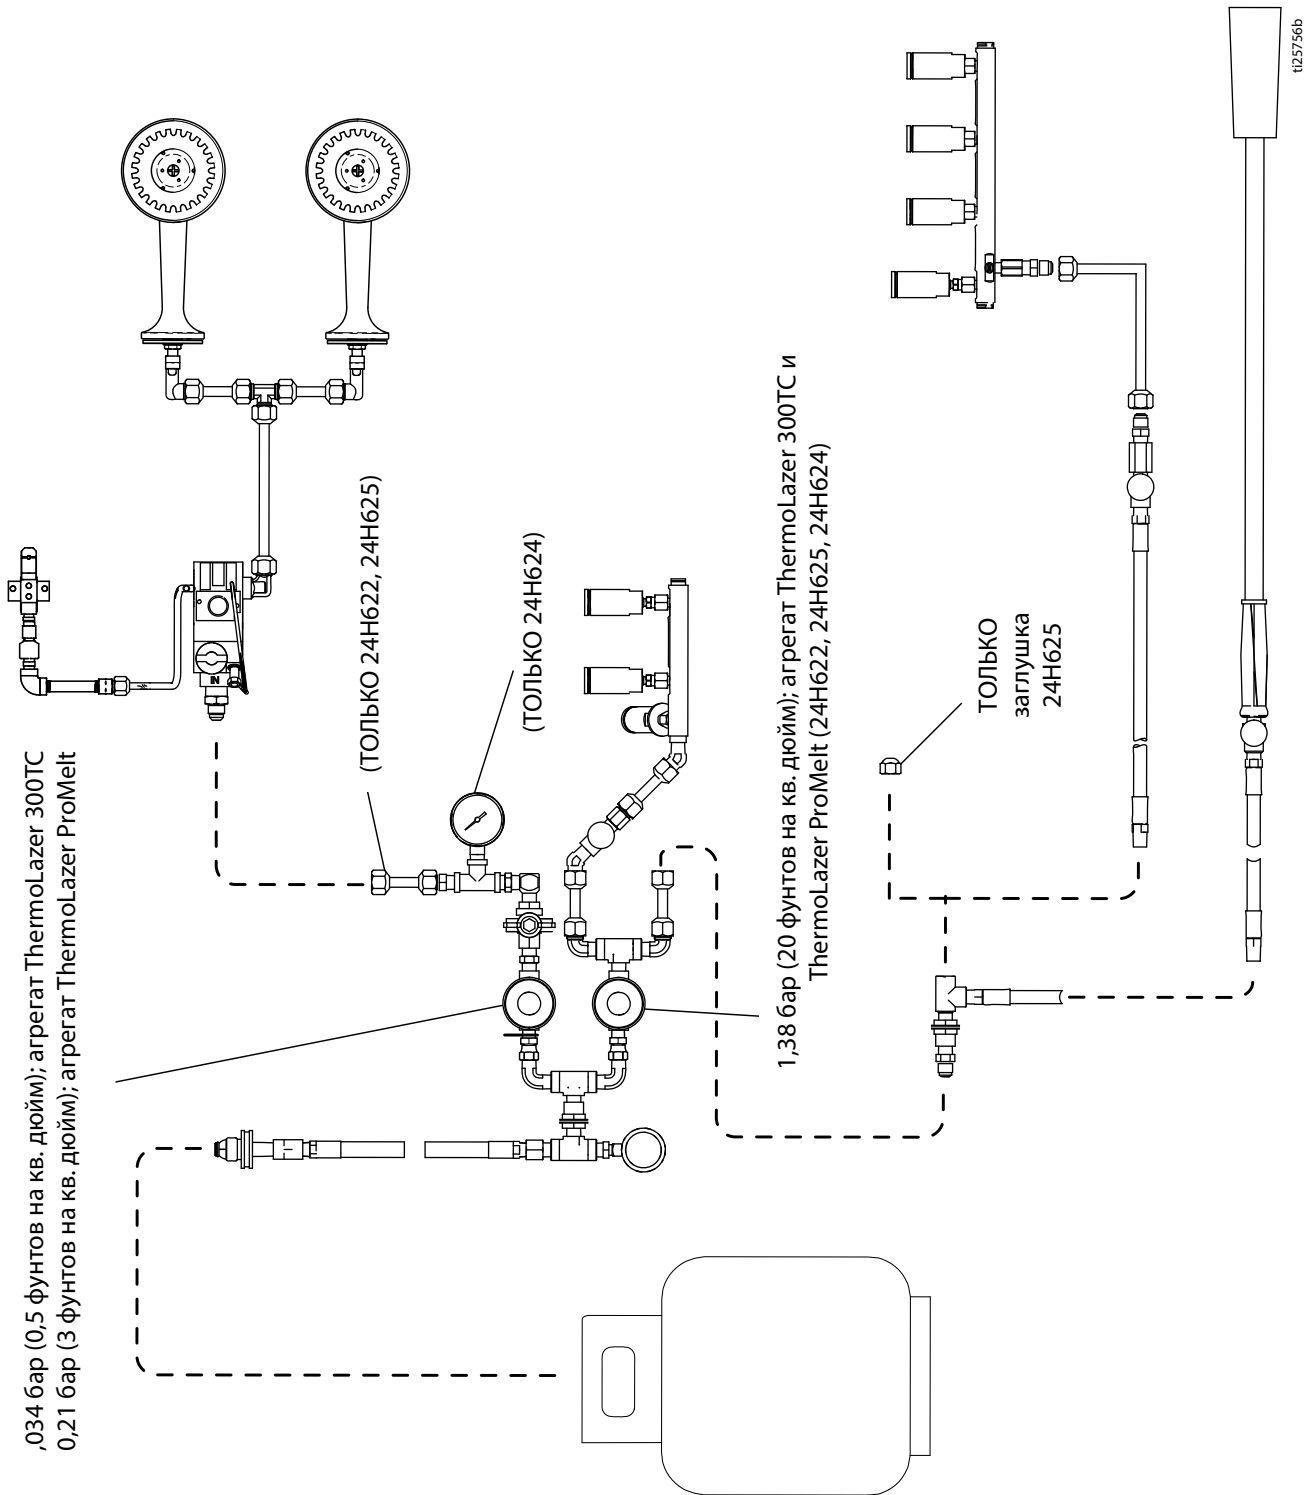 ,034 бар (0,5 фунтов на кв. дюйм); агрегат ThermoLazer 300TC
0,21 бар (3 фунтов на кв. дюйм); агрегат ThermoLazer ProMelt
IN
(ТОЛЬКО 24H622, 24H625)
(ТОЛЬКО 24H624)
1,38 бар (20 фунтов на кв. дюйм); агрегат ThermoLazer 300TC и
ThermoLazer ProMelt (24H622, 24H625, 24H624)
ТОЛЬКО
заглушка
24H625
ti25756b